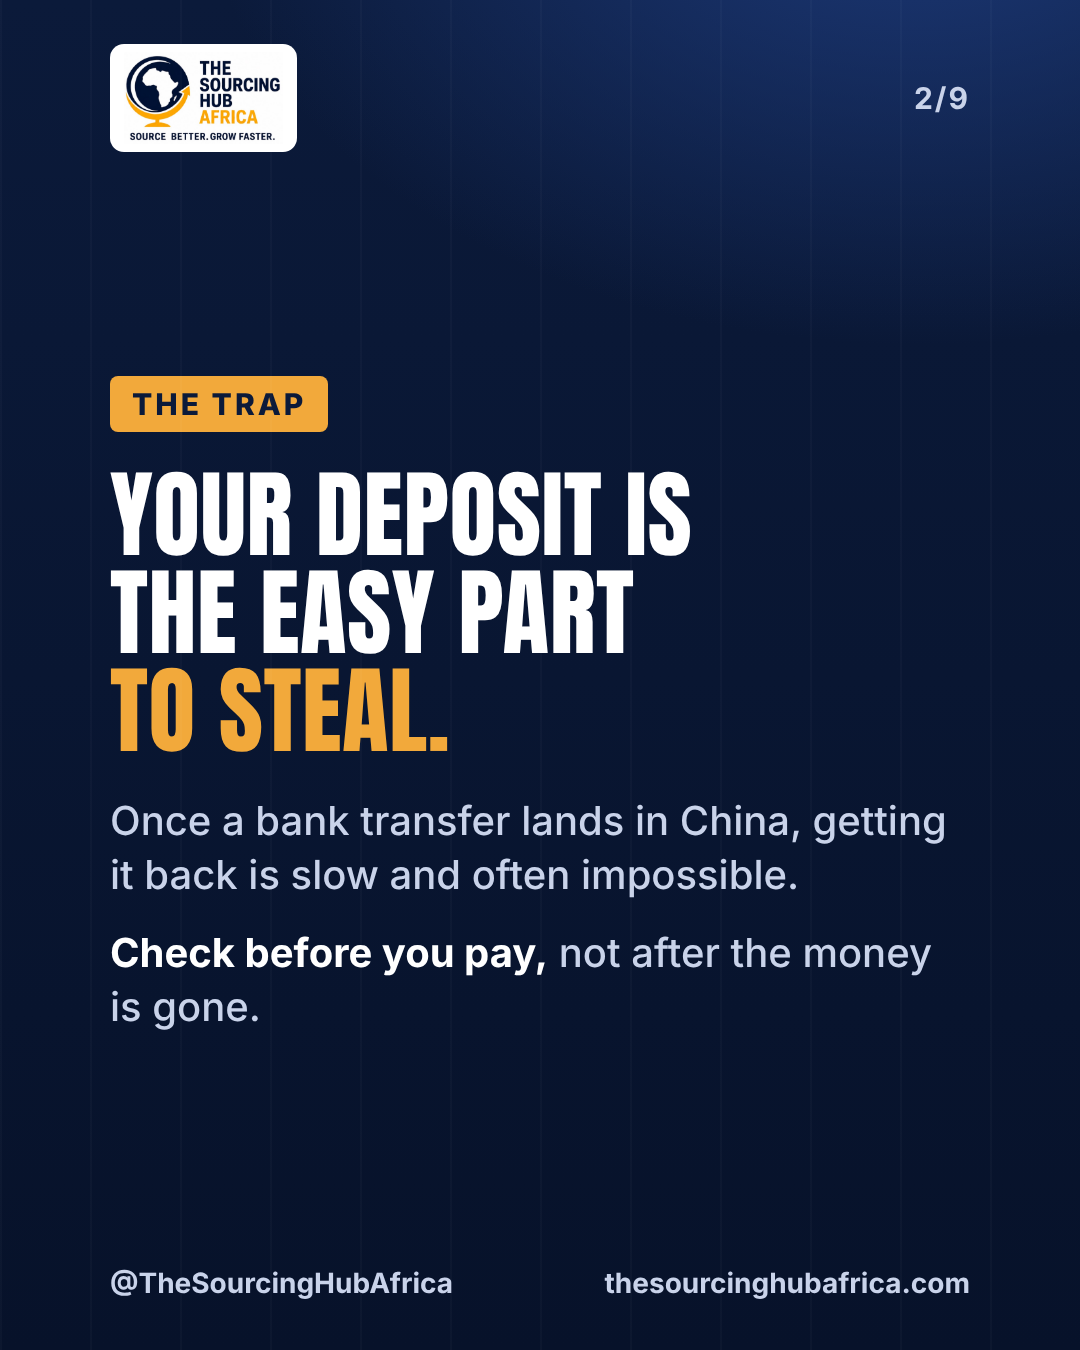 THE
SOURCING
HUB
AFRICA
SOURCE BETTER. GROW FASTER.
2/9
THE TRAP
YOUR DEPOSIT IS
THE EASY PART
TO STEAL.
Once a bank transfer lands in China, getting
it back is slow and often impossible.
Check before you pay, not after the money
is gone.
@TheSourcingHubAfrica
thesourcinghubafrica.com